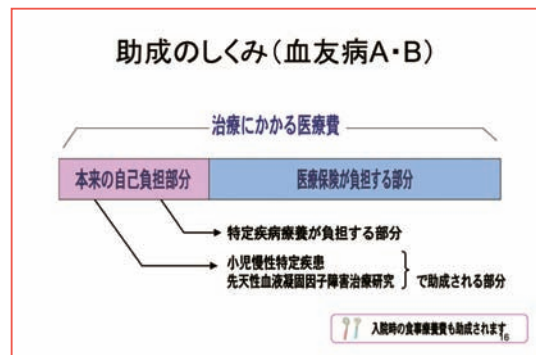 助成のしくみ(血友病A・B)
治療にかかる医療費
本来の自己負担部分
医療保険が負担する部分
特定疾病療養が負担する部分
小児慢性特定疾患
先天性血液凝固因子障害治療研究
で助成される部分
入院時の食事療養費も助成されます
16